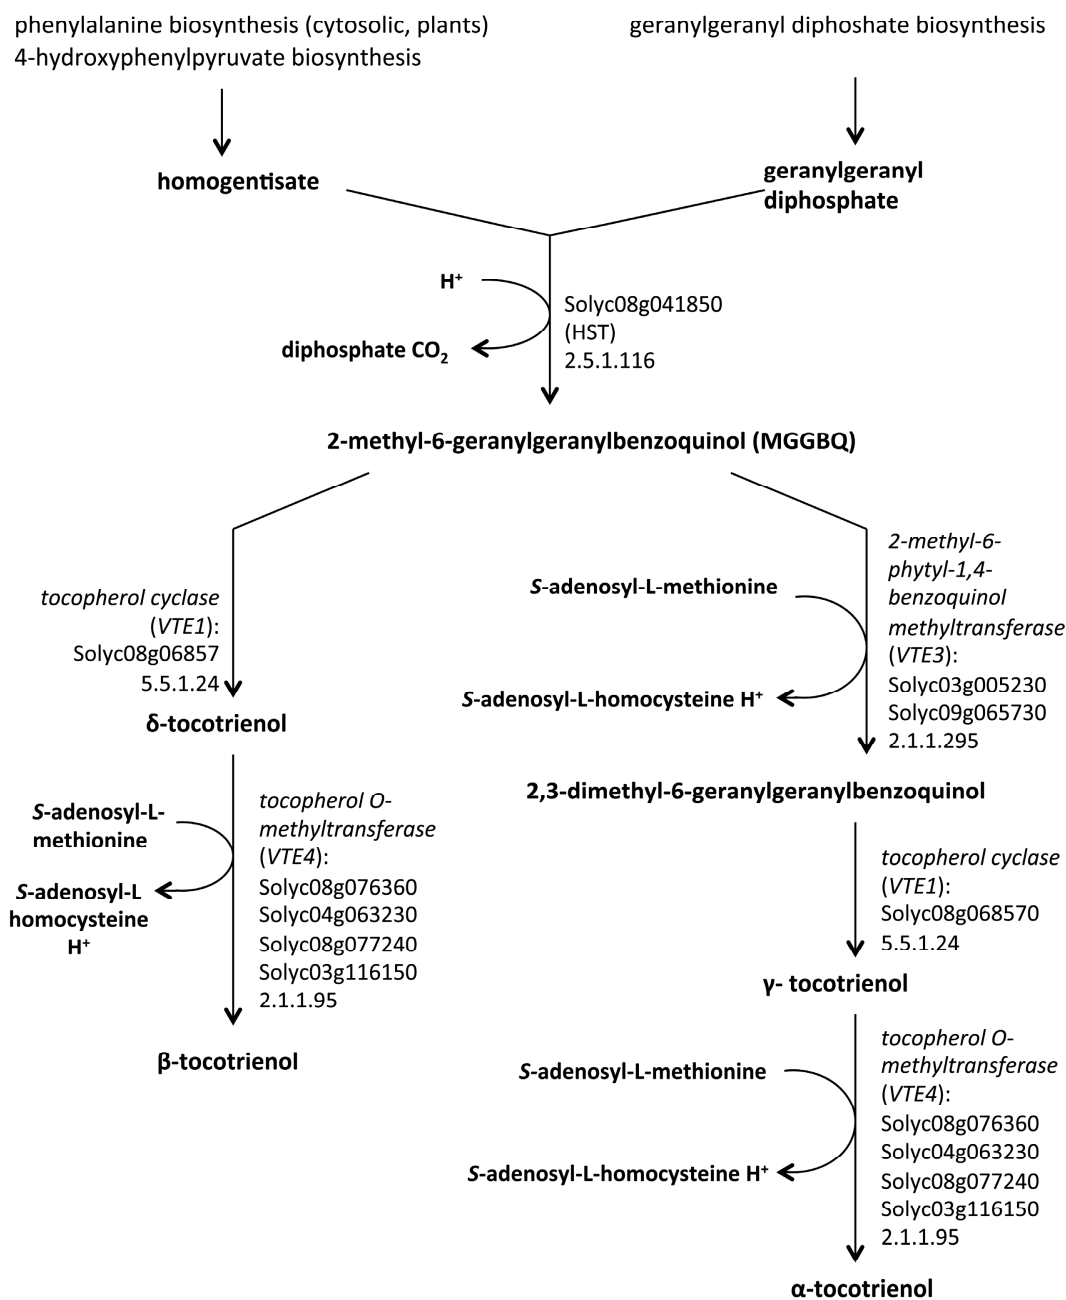 phenylalanine biosynthesis (cytosolic, plants)
4-hydroxyphenylpyruvate biosynthesis
geranylgeranyl diphoshate biosynthesis
homogentisate
geranylgeranyl
diphosphate
H⁺
diphosphate CO₂
Solyc08g041850
(HST)
2.5.1.116
2-methyl-6-geranylgeranylbenzoquinol (MGGBQ)
tocopherol cyclase
(VTE1):
Solyc08g06857
5.5.1.24
δ-tocotrienol
S-adenosyl-L-methionine
S-adenosyl-L-homocysteine H⁺
2-methyl-6-
phytyl-1,4-
benzoquinol
methyltransferase
(VTE3):
Solyc03g005230
Solyc09g065730
2.1.1.295
2,3-dimethyl-6-geranylgeranylbenzoquinol
S-adenosyl-L-
methionine
S-adenosyl-L
homocysteine
H⁺
tocopherol O-
methyltransferase
(VTE4):
Solyc08g076360
Solyc04g063230
Solyc08g077240
Solyc03g116150
2.1.1.95
β-tocotrienol
tocopherol cyclase
(VTE1):
Solyc08g068570
5.5.1.24
γ- tocotrienol
S-adenosyl-L-methionine
S-adenosyl-L-homocysteine H⁺
tocopherol O-
methyltransferase
(VTE4):
Solyc08g076360
Solyc04g063230
Solyc08g077240
Solyc03g116150
2.1.1.95
α-tocotrienol